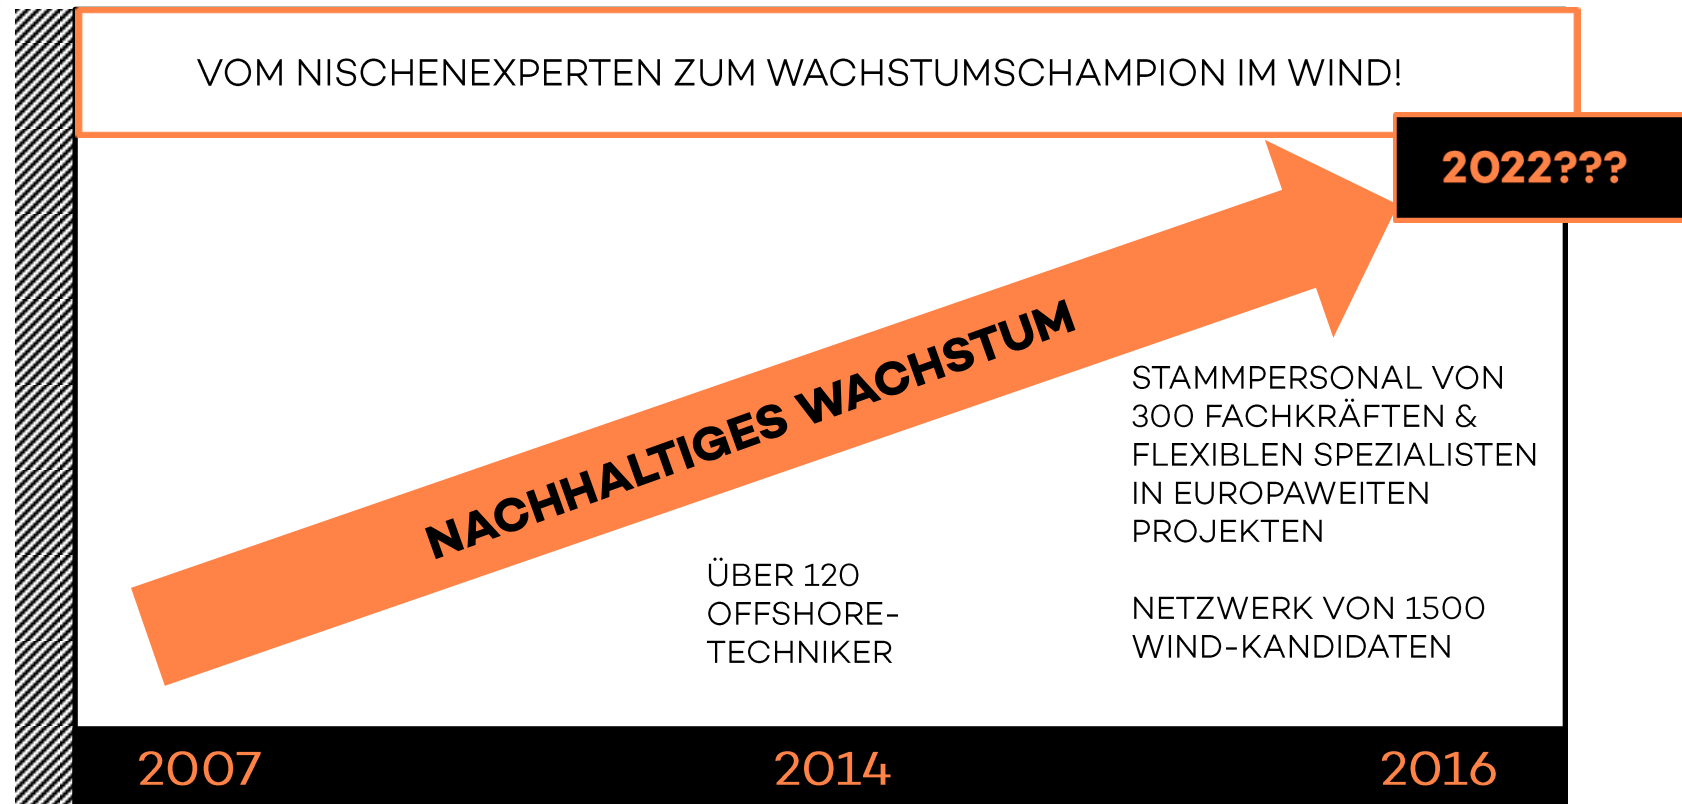 VOM NISCHENEXPERTEN ZUM WACHSTUMSCHAMPION IM WIND!
2022???
NACHHALTIGES WACHSTUM
STAMMPERSONAL VON
300 FACHKRÄFTEN &
FLEXIBLEN SPEZIALISTEN
IN EUROPAWEITEN
PROJEKTEN
ÜBER 120
OFFSHORE-
TECHNIKER
NETZWERK VON 1500
WIND-KANDIDATEN
2007
2014
2016